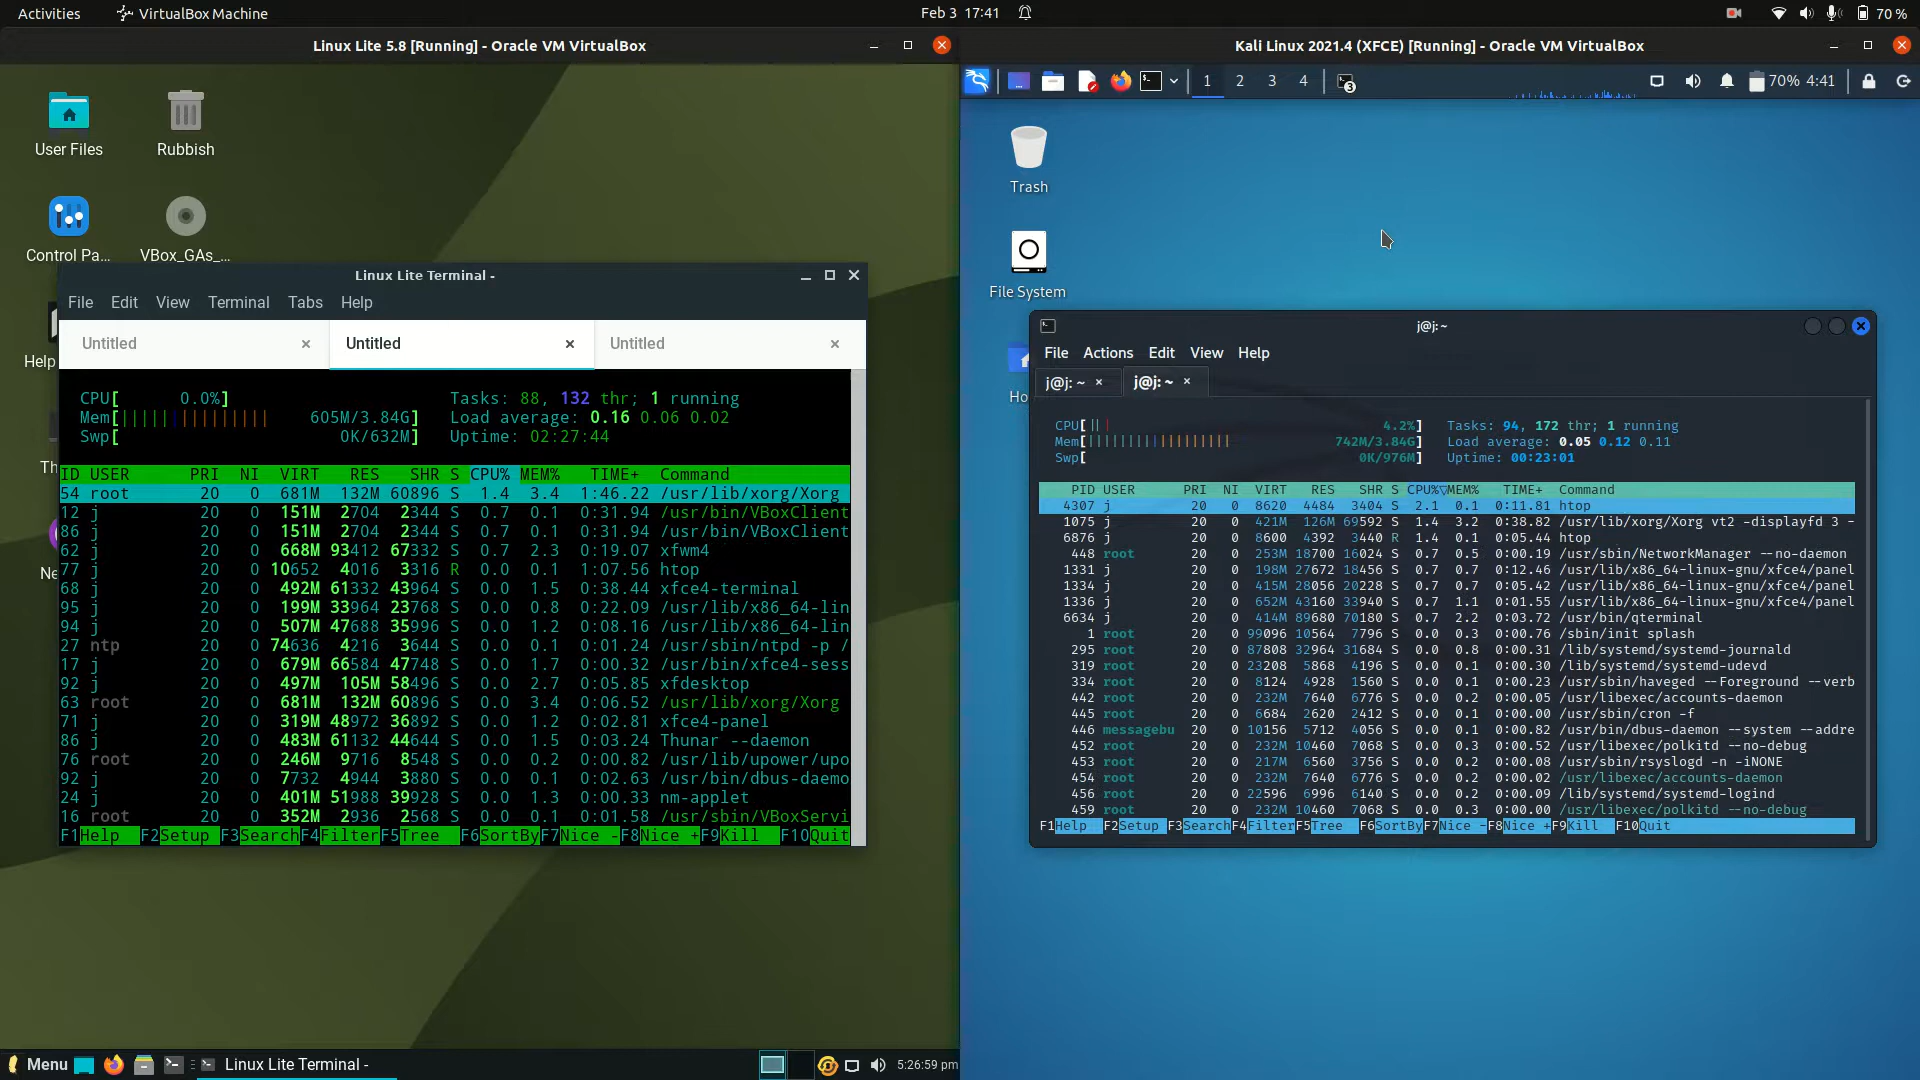 Activities
VirtualBox Machine
Feb 3 17:41
70 %
Linux Lite 5.8 [Running] - Oracle VM VirtualBox
User Files
Rubbish
Control Pa...
VBox_GAs_...
Help
Th
Ne
Linux Lite Terminal -
File Edit View Terminal Tabs Help
Untitled
Untitled
Untitled
CPU[ 0.0%] Tasks: 88, 132 thr; 1 running
Mem[ 605M/3.84G] Load average: 0.16 0.06 0.02
Swp[ 0K/632M] Uptime: 02:27:44
ID USER PRI NI VIRT RES SHR S CPU% MEM% TIME+ Command
54 root 20 0 681M 132M 60896 S 1.4 3.4 1:46.22 /usr/lib/xorg/Xorg
12 j 20 0 151M 2704 2344 S 0.7 0.1 0:31.94 /usr/bin/VBoxClient
86 j 20 0 151M 2704 2344 S 0.7 0.1 0:31.94 /usr/bin/VBoxClient
62 j 20 0 668M 93412 67332 S 0.7 2.3 0:19.07 xfwm4
77 j 20 0 10652 4016 3316 R 0.0 0.1 1:07.56 htop
68 j 20 0 492M 61332 43964 S 0.0 1.5 0:38.44 xfce4-terminal
95 j 20 0 199M 33964 23768 S 0.0 0.8 0:22.09 /usr/lib/x86_64-lin
94 j 20 0 507M 47688 35996 S 0.0 1.2 0:08.16 /usr/lib/x86_64-lin
27 ntp 20 0 74636 4216 3644 S 0.0 0.1 0:01.24 /usr/sbin/ntpd -p /
17 j 20 0 679M 66584 47748 S 0.0 1.7 0:00.32 /usr/bin/xfce4-sess
92 j 20 0 497M 105M 58496 S 0.0 2.7 0:05.85 xfdesktop
63 root 20 0 681M 132M 60896 S 0.0 3.4 0:06.52 /usr/lib/xorg/Xorg
71 j 20 0 319M 48972 36892 S 0.0 1.2 0:02.81 xfce4-panel
86 j 20 0 483M 61132 44644 S 0.0 1.5 0:03.24 Thunar --daemon
76 root 20 0 246M 9716 8548 S 0.0 0.2 0:00.82 /usr/lib/upower/upo
92 j 20 0 7732 4944 3880 S 0.0 0.1 0:02.63 /usr/bin/dbus-daemo
24 j 20 0 401M 51988 39928 S 0.0 1.3 0:00.33 nm-applet
16 root 20 0 352M 2936 2568 S 0.0 0.1 0:01.58 /usr/sbin/VBoxServi
F1Help F2Setup F3SearchF4FilterF5Tree F6SortByF7Nice -F8Nice +F9Kill F10Quit
Menu
Linux Lite Terminal -
5:26:59 pm
Kali Linux 2021.4 (XFCE) [Running] - Oracle VM VirtualBox
1 2 3 4
3
70% 4:41
Trash
File System
Ho
j@j: ~
File Actions Edit View Help
j@j: ~
j@j: ~
CPU[ 4.2%] Tasks: 94, 172 thr; 1 running
Mem[ 742M/3.84G] Load average: 0.05 0.12 0.11
Swp[ 0K/976M] Uptime: 00:23:01
PID USER PRI NI VIRT RES SHR S CPU%▽MEM% TIME+ Command
4307 j 20 0 8620 4484 3404 S 2.1 0.1 0:11.81 htop
1075 j 20 0 421M 126M 69592 S 1.4 3.2 0:38.82 /usr/lib/xorg/Xorg vt2 -displayfd 3 -
6876 j 20 0 8600 4392 3440 R 1.4 0.1 0:05.44 htop
448 root 20 0 253M 18700 16024 S 0.7 0.5 0:00.19 /usr/sbin/NetworkManager --no-daemon
1331 j 20 0 198M 27672 18456 S 0.7 0.7 0:12.46 /usr/lib/x86_64-linux-gnu/xfce4/panel
1334 j 20 0 415M 28056 20228 S 0.7 0.7 0:05.42 /usr/lib/x86_64-linux-gnu/xfce4/panel
1336 j 20 0 652M 43160 33940 S 0.7 1.1 0:01.55 /usr/lib/x86_64-linux-gnu/xfce4/panel
6634 j 20 0 414M 89680 70180 S 0.7 2.2 0:03.72 /usr/bin/qterminal
1 root 20 0 99096 10564 7796 S 0.0 0.3 0:00.76 /sbin/init splash
295 root 20 0 87808 32964 31684 S 0.0 0.8 0:00.31 /lib/systemd/systemd-journald
319 root 20 0 23208 5868 4196 S 0.0 0.1 0:00.30 /lib/systemd/systemd-udevd
334 root 20 0 8124 4928 1560 S 0.0 0.1 0:00.23 /usr/sbin/haveged --Foreground --verb
442 root 20 0 232M 7640 6776 S 0.0 0.2 0:00.05 /usr/libexec/accounts-daemon
445 root 20 0 6684 2620 2412 S 0.0 0.1 0:00.00 /usr/sbin/cron -f
446 messagebu 20 0 10156 5712 4056 S 0.0 0.1 0:00.82 /usr/bin/dbus-daemon --system --addre
452 root 20 0 232M 10460 7068 S 0.0 0.3 0:00.52 /usr/libexec/polkitd --no-debug
453 root 20 0 217M 6560 3756 S 0.0 0.2 0:00.08 /usr/sbin/rsyslogd -n -iNONE
454 root 20 0 232M 7640 6776 S 0.0 0.2 0:00.02 /usr/libexec/accounts-daemon
456 root 20 0 22596 6996 6140 S 0.0 0.2 0:00.09 /lib/systemd/systemd-logind
459 root 20 0 232M 10460 7068 S 0.0 0.3 0:00.00 /usr/libexec/polkitd --no-debug
F1Help F2Setup F3SearchF4FilterF5Tree F6SortByF7Nice -F8Nice +F9Kill F10Quit